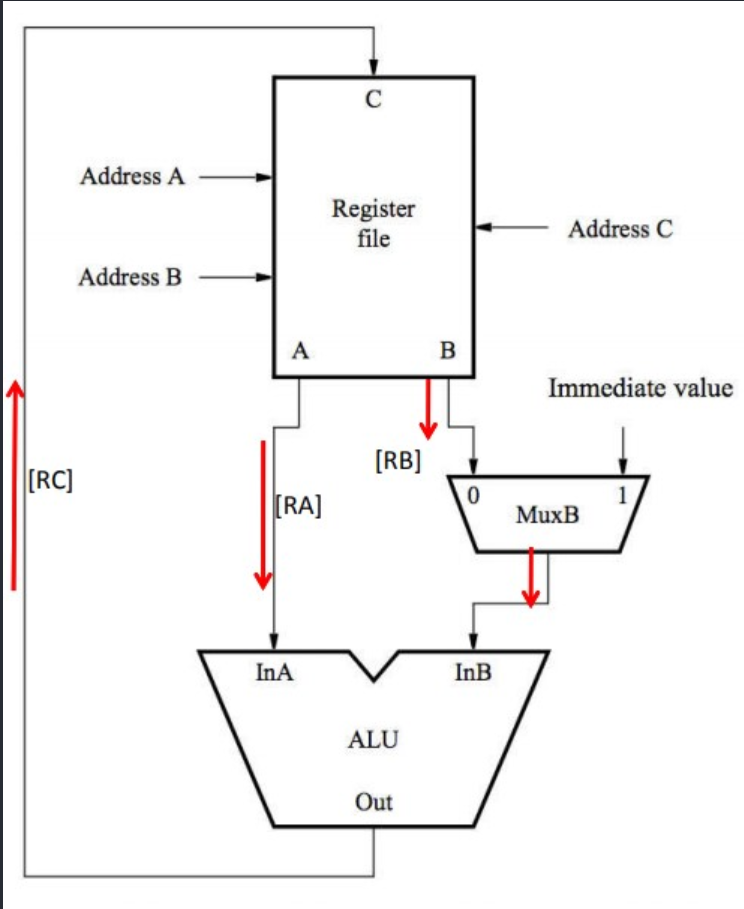 C
Address A
Register
file
Address C
Address B
A
B
Immediate value
[RC]
[RB]
[RA]
0
1
MuxB
InA
InB
ALU
Out